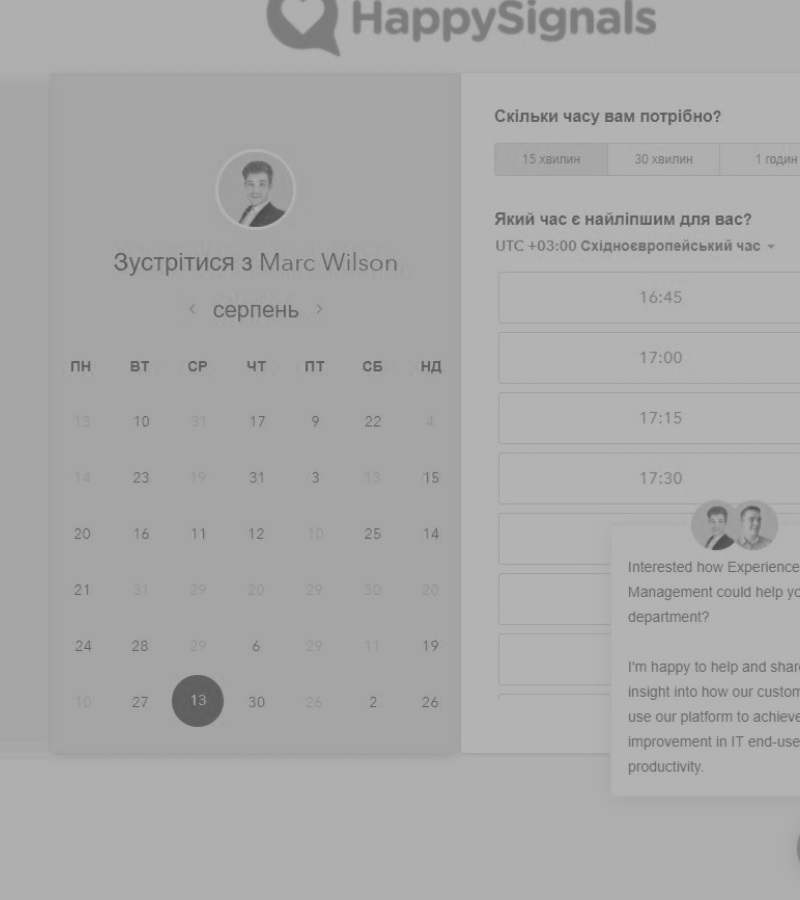 HappySignals
Зустрітися з Marc Wilson
серпень
ПН ВТ СР ЧТ ПТ СБ НД
13 10 31 17 9 22 4
14 23 19 31 3 13 15
20 16 11 12 10 25 14
21 31 29 20 29 30 20
24 28 29 6 29 11 19
10 27 13 30 26 2 26
Скільки часу вам потрібно?
15 хвилин 30 хвилин 1 годин
Який час є найліпшим для вас?
UTC +03:00 Східноєвропейський час
16:45
17:00
17:15
17:30
Interested how Experience
Management could help yo
department?
I'm happy to help and shar
insight into how our custom
use our platform to achieve
improvement in IT end-use
productivity.